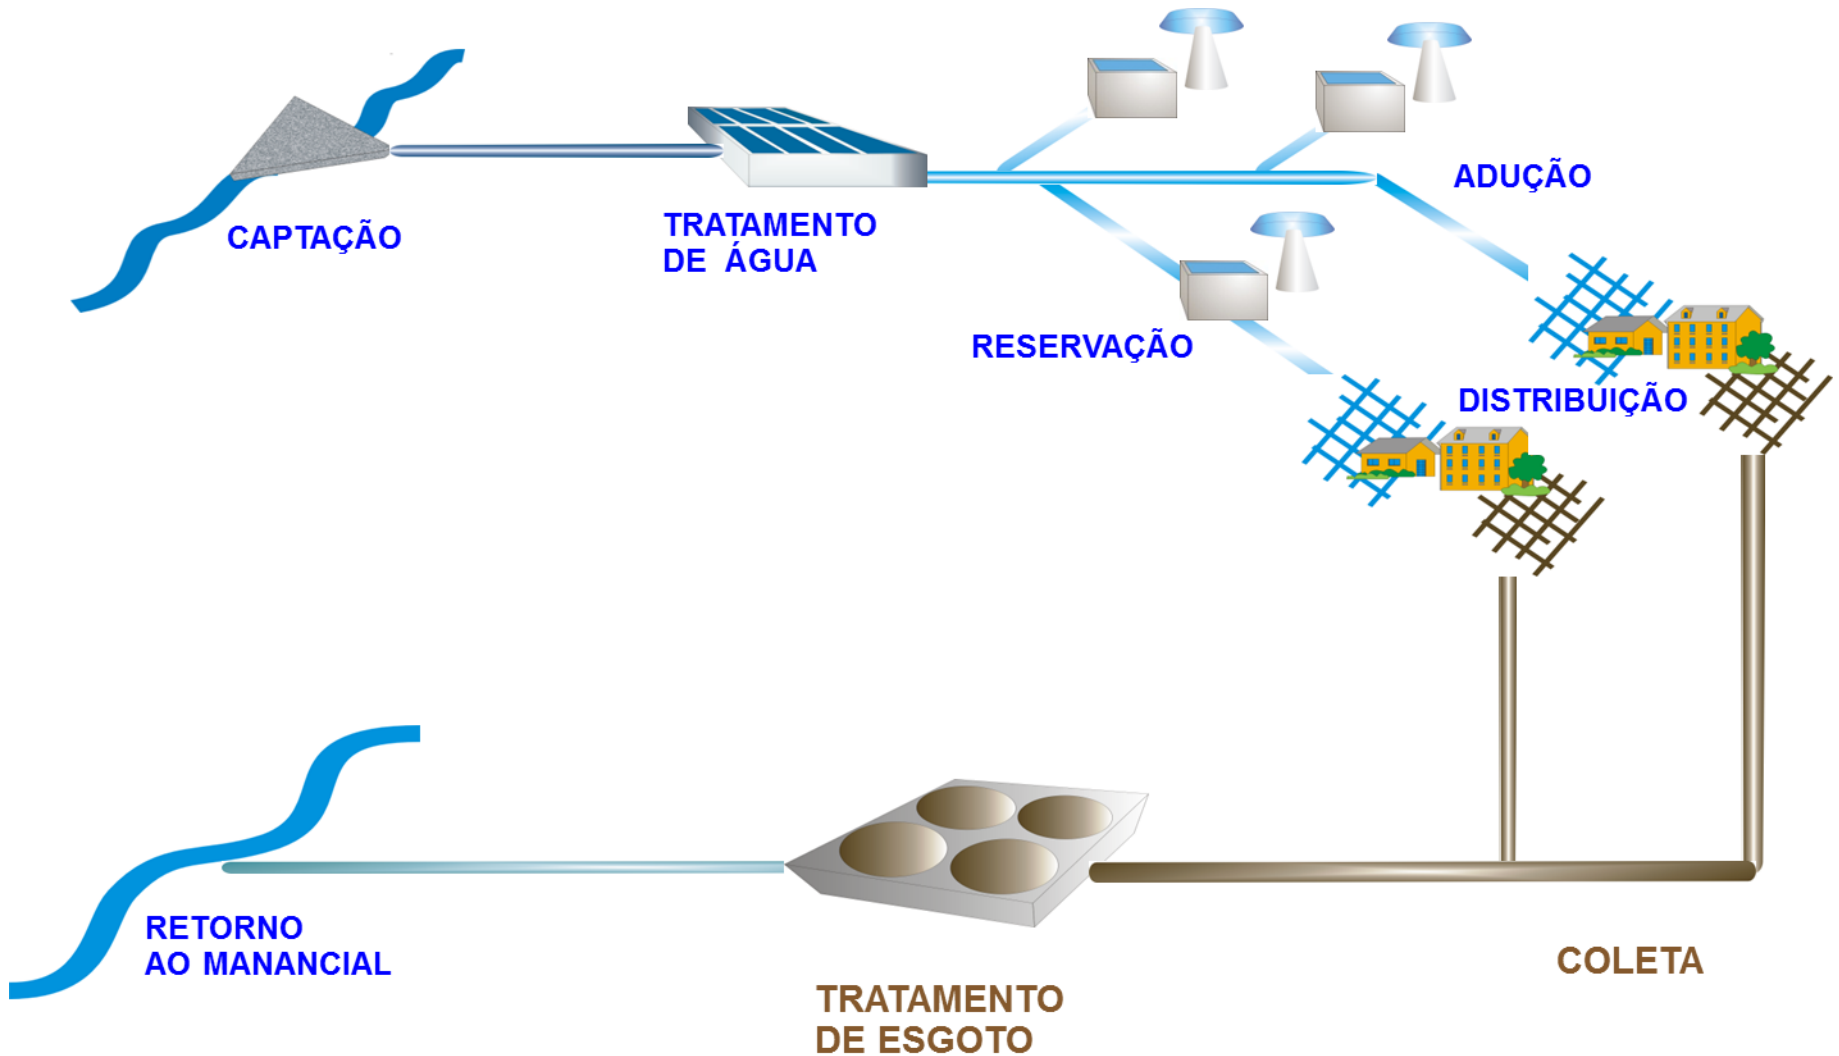 ADUÇÃO
CAPTAÇÃO
TRATAMENTO
DE ÁGUA
RESERVAÇÃO
DISTRIBUIÇÃO
RETORNO
AO MANANCIAL
COLETA
TRATAMENTO
DE ESGOTO